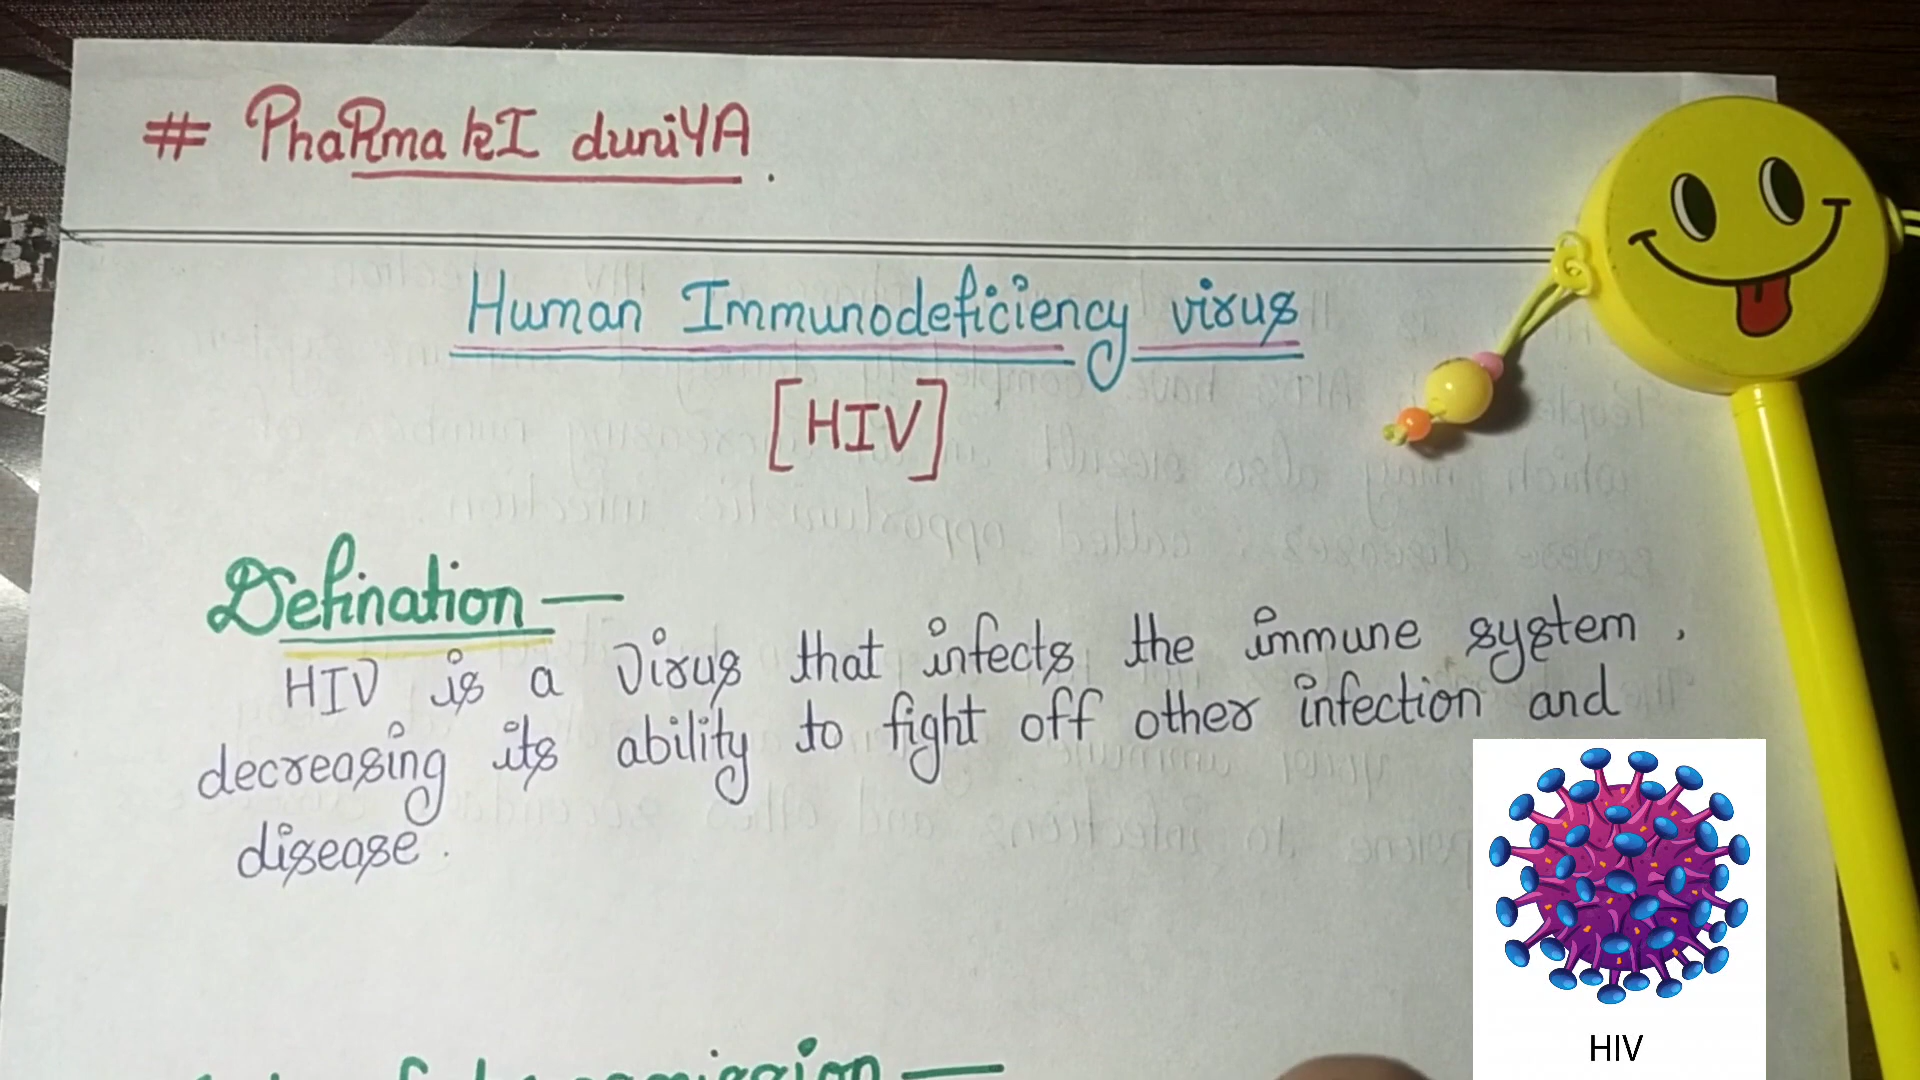 # PhaRma kI duniYA.
Human Immunodeficiency virus
[HIV]
Defination —
HIV is a Virus that infects the immune system,
decreasing its ability to fight off other infection and
disease.
HIV